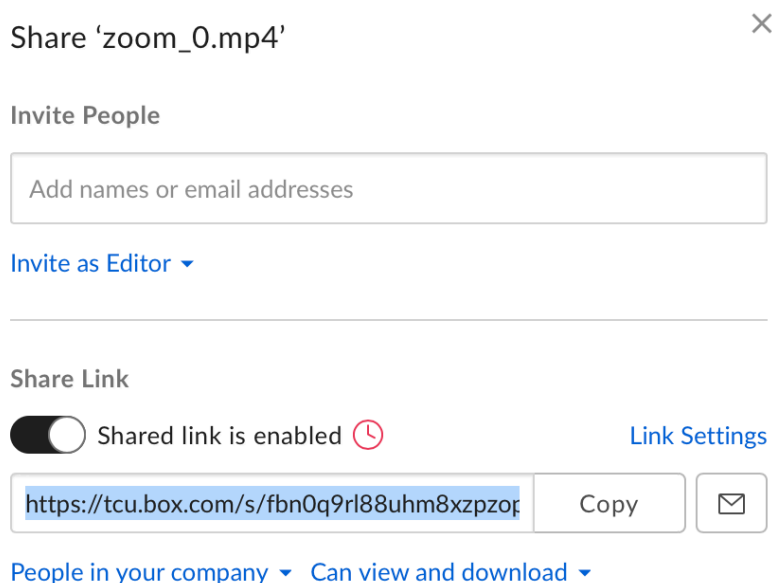 Share ‘zoom_0.mp4’
Invite People
Add names or email addresses
Invite as Editor
Share Link
Shared link is enabled
Link Settings
https://tcu.box.com/s/fbn0q9rl88uhm8xzpzop
Copy
People in your company
Can view and download